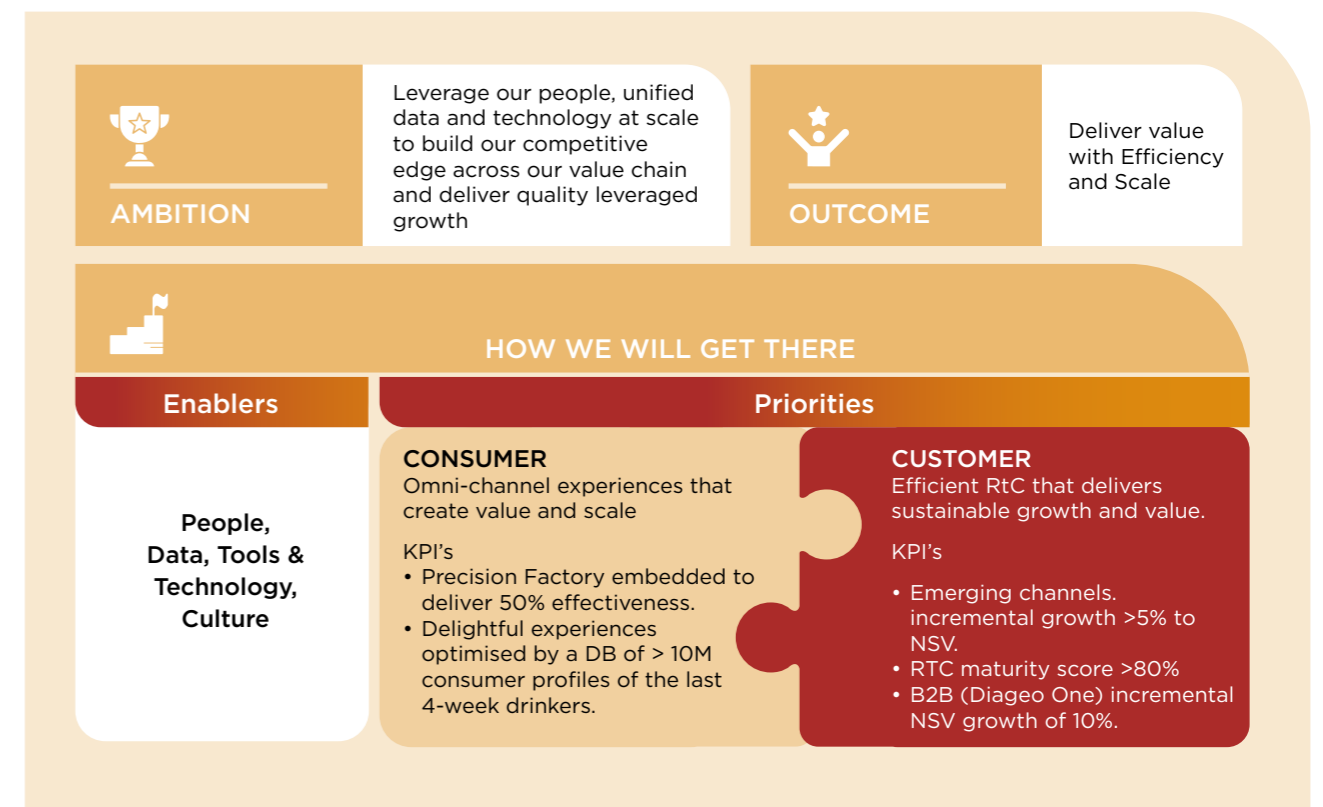 AMBITION
Leverage our people, unified
data and technology at scale
to build our competitive
edge across our value chain
and deliver quality leveraged
growth
OUTCOME
Deliver value
with Efficiency
and Scale
HOW WE WILL GET THERE
Enablers
People,
Data, Tools &
Technology,
Culture
Priorities
CONSUMER
Omni-channel experiences that
create value and scale
KPI’s
• Precision Factory embedded to
deliver 50% effectiveness.
• Delightful experiences
optimised by a DB of > 10M
consumer profiles of the last
4-week drinkers.
CUSTOMER
Efficient RtC that delivers
sustainable growth and value.
KPI’s
• Emerging channels.
incremental growth >5% to
NSV.
• RTC maturity score >80%
• B2B (Diageo One) incremental
NSV growth of 10%.